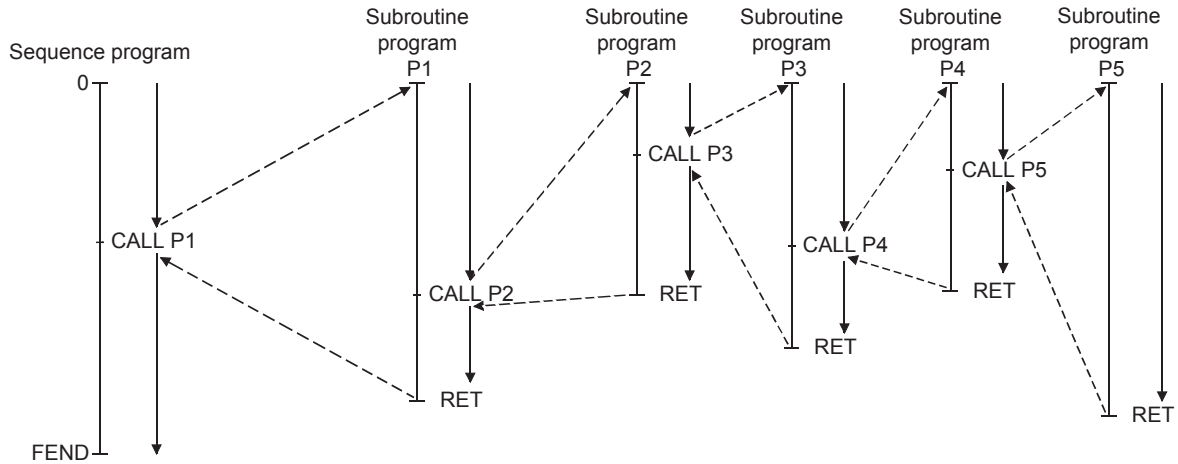 Sequence program
0
CALL P1
FEND
Subroutine
program
P1
CALL P2
RET
Subroutine
program
P2
CALL P3
RET
Subroutine
program
P3
CALL P4
RET
Subroutine
program
P4
CALL P5
RET
Subroutine
program
P5
RET